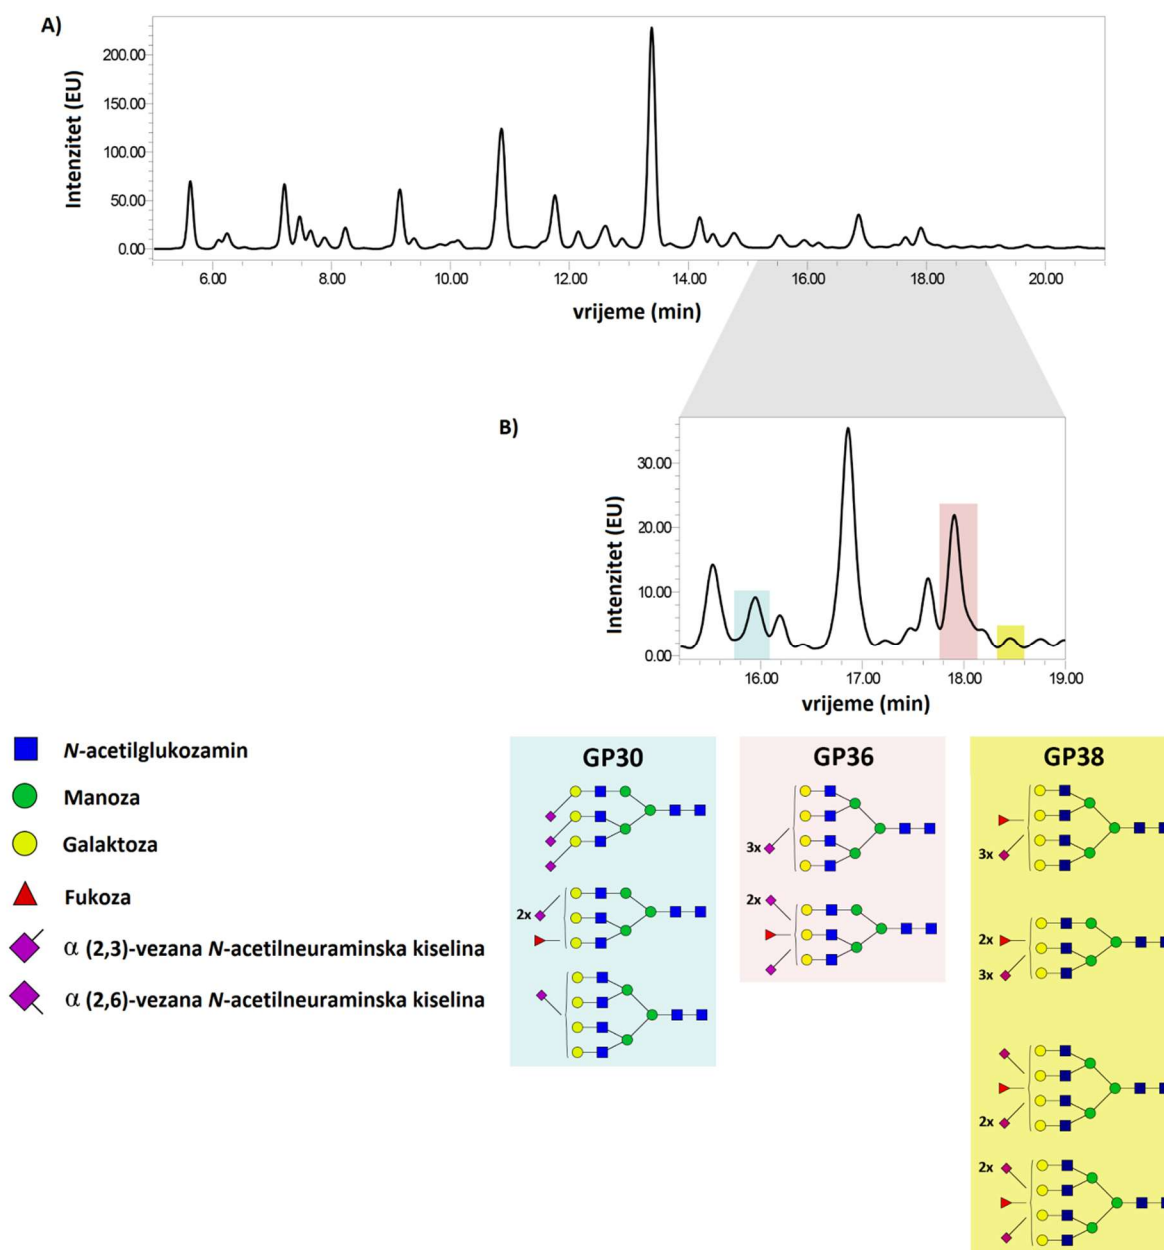 A)
Intenzitet (EU)
200.00
150.00
100.00
50.00
0.00
6.00 8.00 10.00 12.00 14.00 16.00 18.00 20.00
vrijeme (min)
B)
Intenzitet (EU)
30.00
20.00
10.00
0.00
16.00 17.00 18.00 19.00
vrijeme (min)
N-acetilglukozamin
Manoza
Galaktoza
Fukoza
α (2,3)-vezana N-acetilneuraminska kiselina
α (2,6)-vezana N-acetilneuraminska kiselina
GP30
2x
GP36
3x
2x
GP38
3x
2x
3x
2x
2x